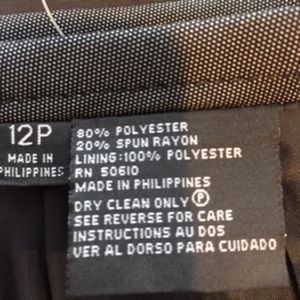 12P
MADE IN
PHILIPPINES
80% POLYESTER
20% SPUN RAYON
LINING:100% POLYESTER
RN 50610
MADE IN PHILIPPINES
DRY CLEAN ONLY Ⓟ
SEE REVERSE FOR CARE
INSTRUCTIONS AU DOS
VER AL DORSO PARA CUIDADO